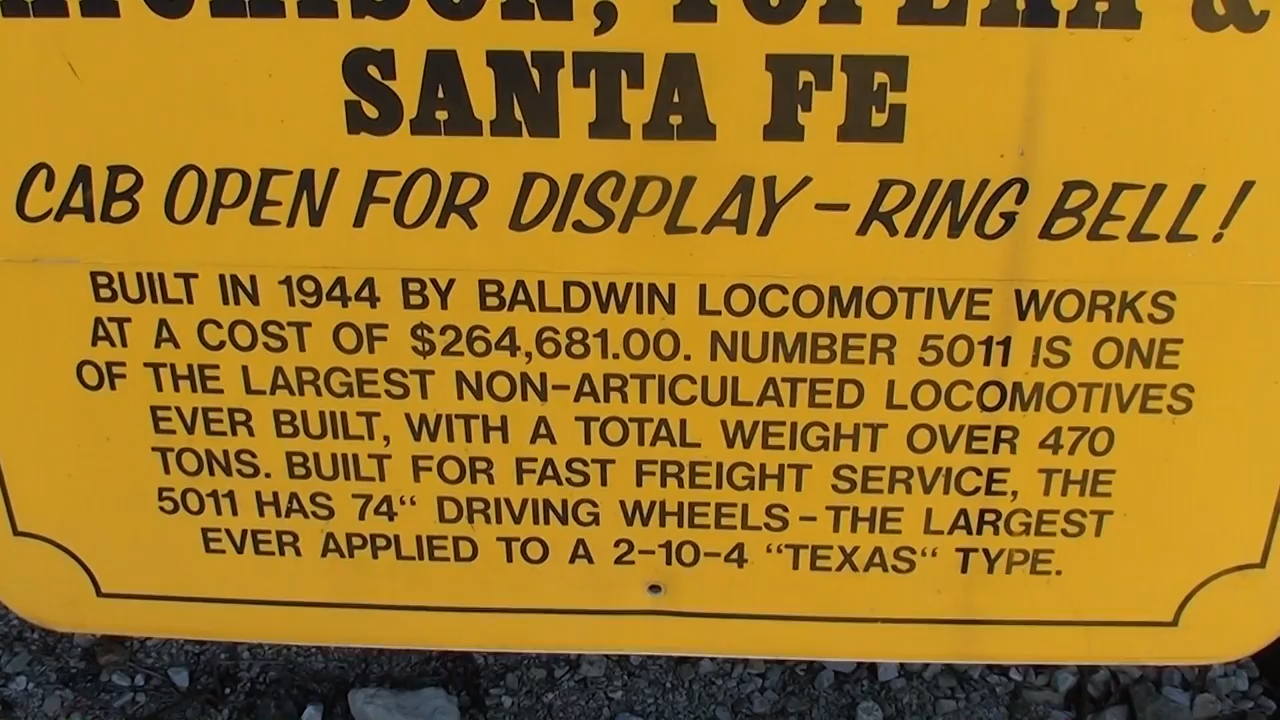 ATCHISON, TOPEKA &
SANTA FE
CAB OPEN FOR DISPLAY - RING BELL!
BUILT IN 1944 BY BALDWIN LOCOMOTIVE WORKS
AT A COST OF $264,681.00. NUMBER 5011 IS ONE
OF THE LARGEST NON-ARTICULATED LOCOMOTIVES
EVER BUILT, WITH A TOTAL WEIGHT OVER 470
TONS. BUILT FOR FAST FREIGHT SERVICE, THE
5011 HAS 74“ DRIVING WHEELS - THE LARGEST
EVER APPLIED TO A 2-10-4 “TEXAS“ TYPE.